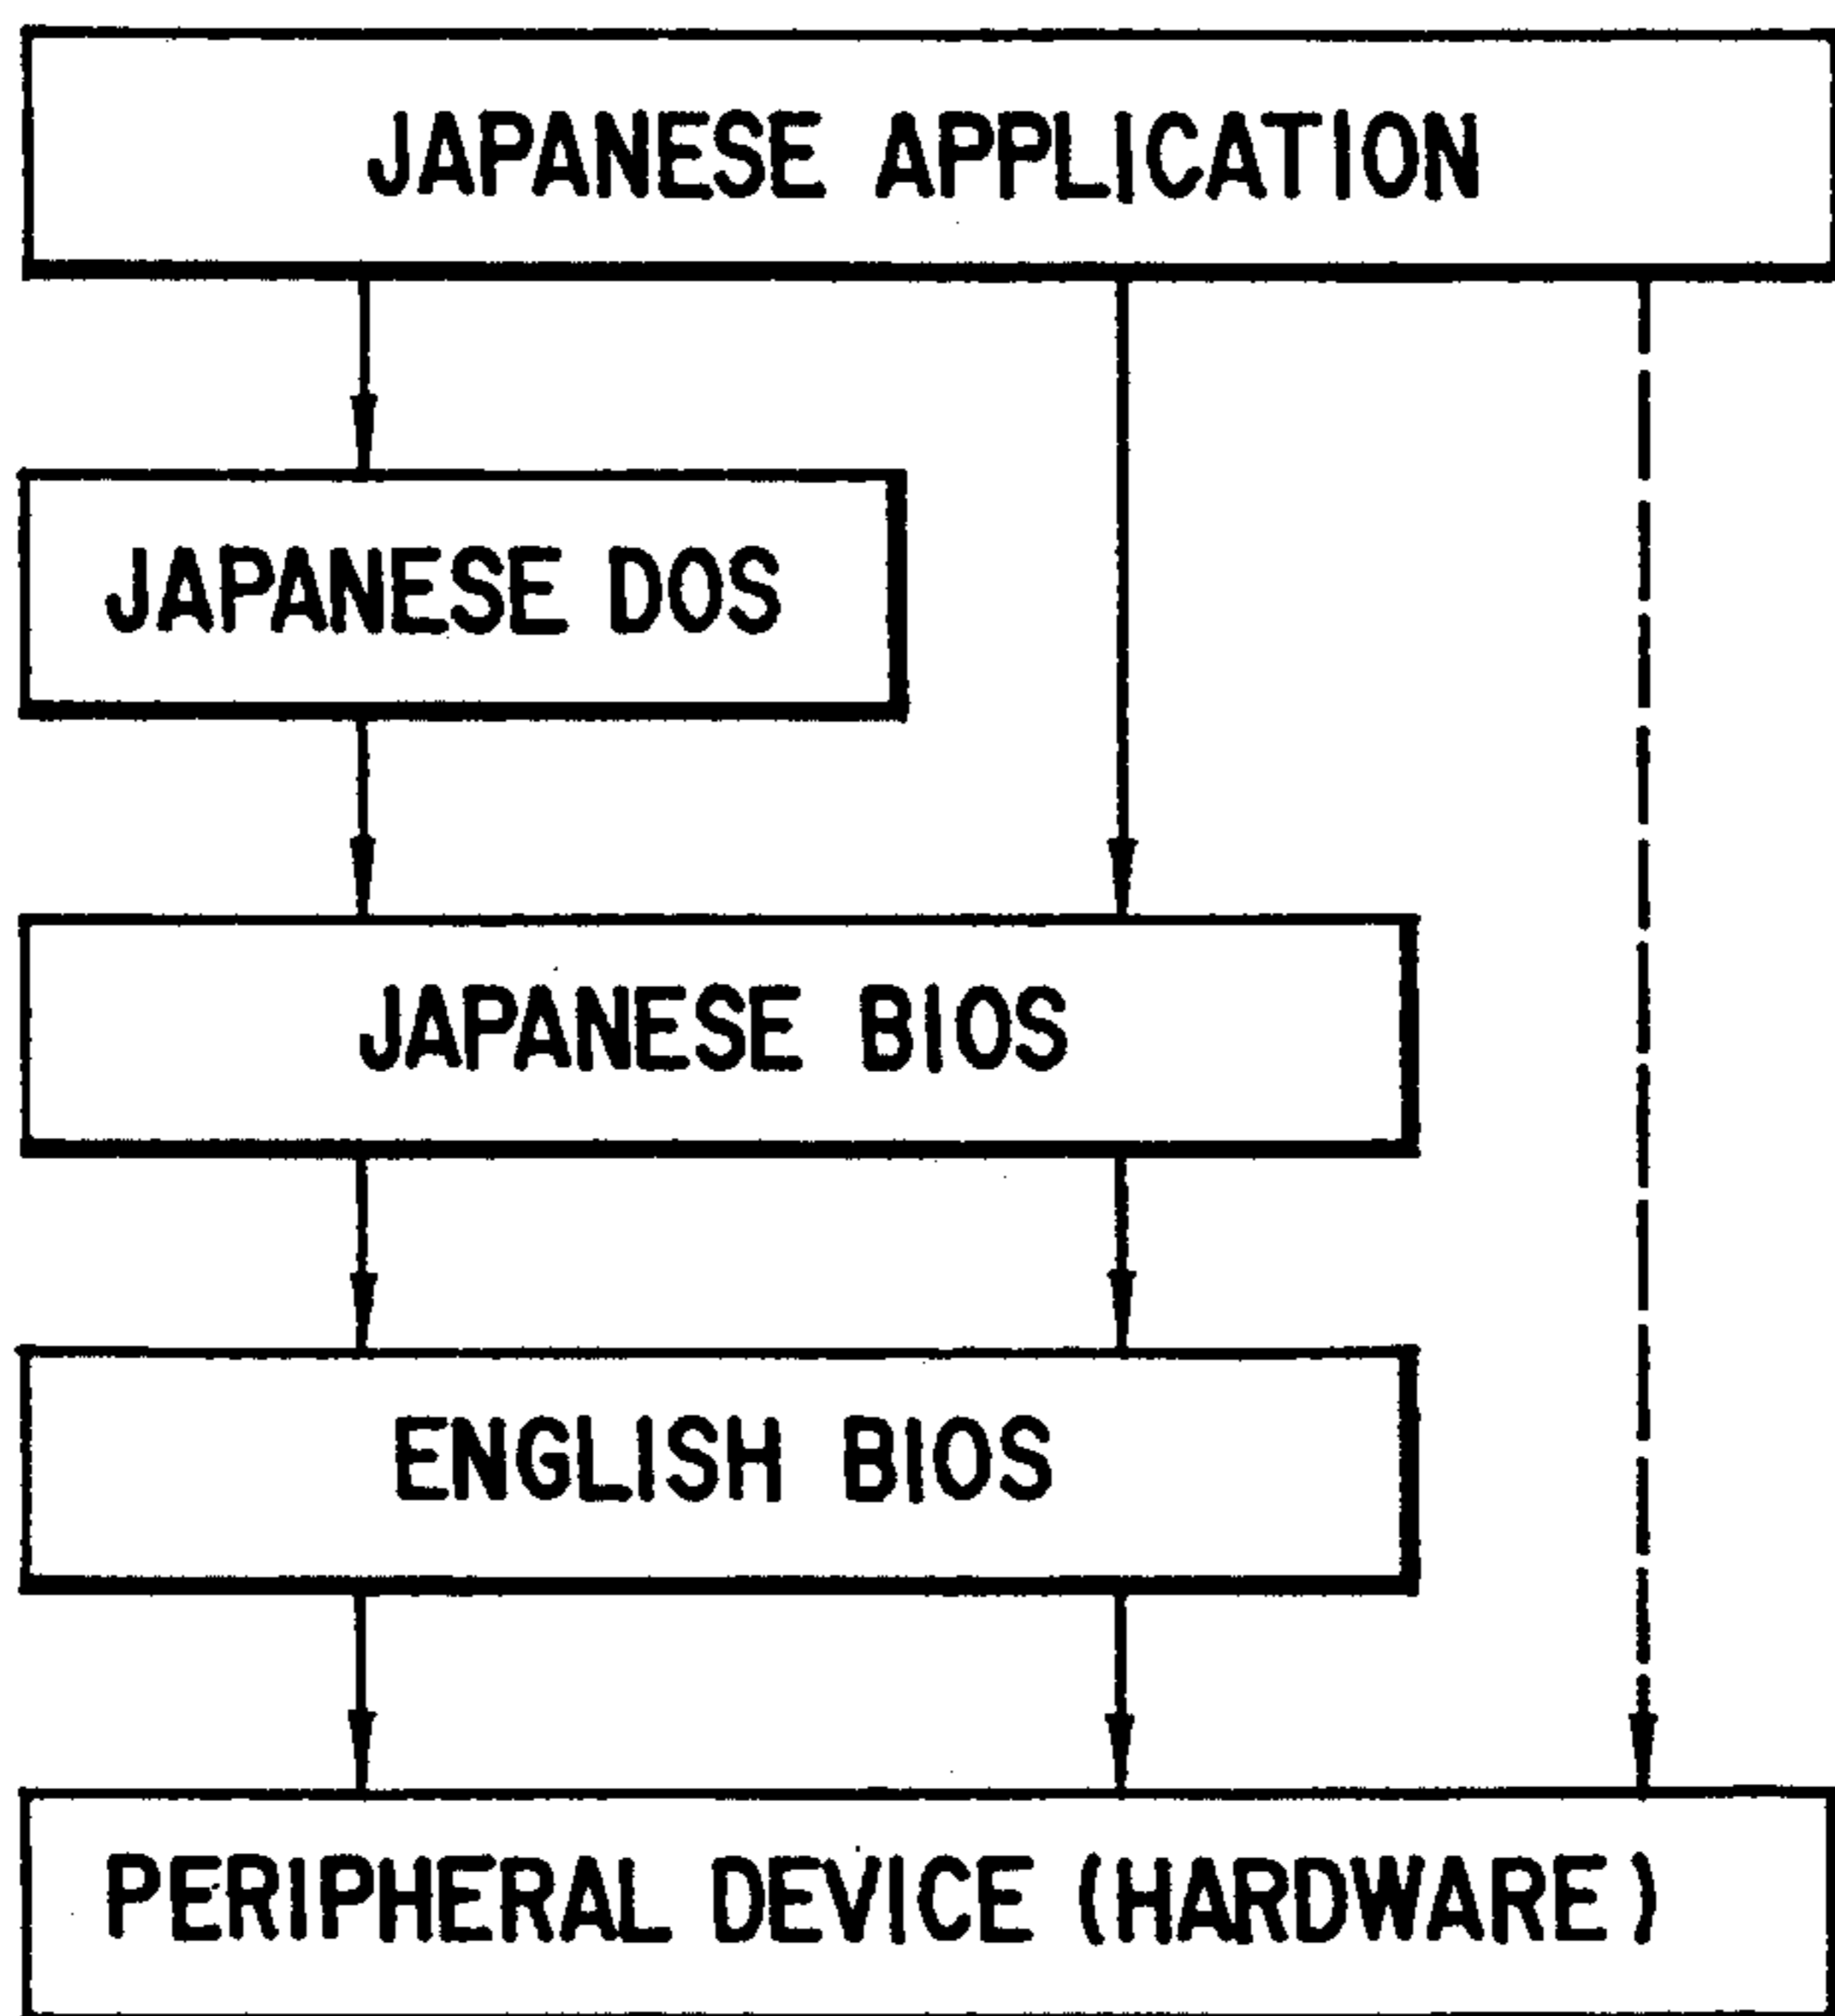 JAPANESE APPLICATION
JAPANESE DOS
JAPANESE BIOS
ENGLISH BIOS
PERIPHERAL DEVICE (HARDWARE)